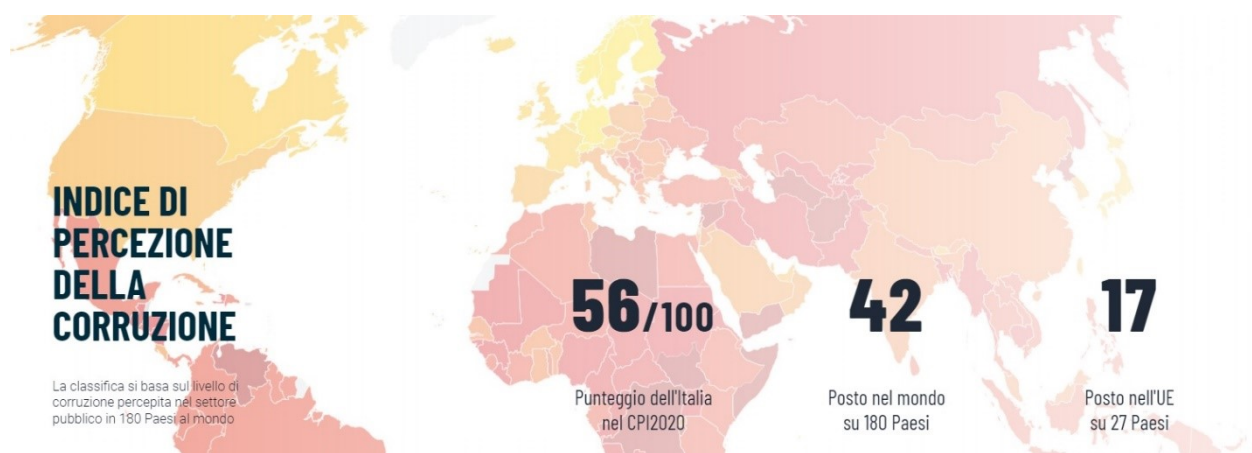 INDICE DI
PERCEZIONE
DELLA
CORRUZIONE
La classifica si basa sul livello di
corruzione percepita nel settore
pubblico in 180 Paesi al mondo
56/100
Punteggio dell'Italia
nel CPI2020
42
Posto nel mondo
su 180 Paesi
17
Posto nell'UE
su 27 Paesi